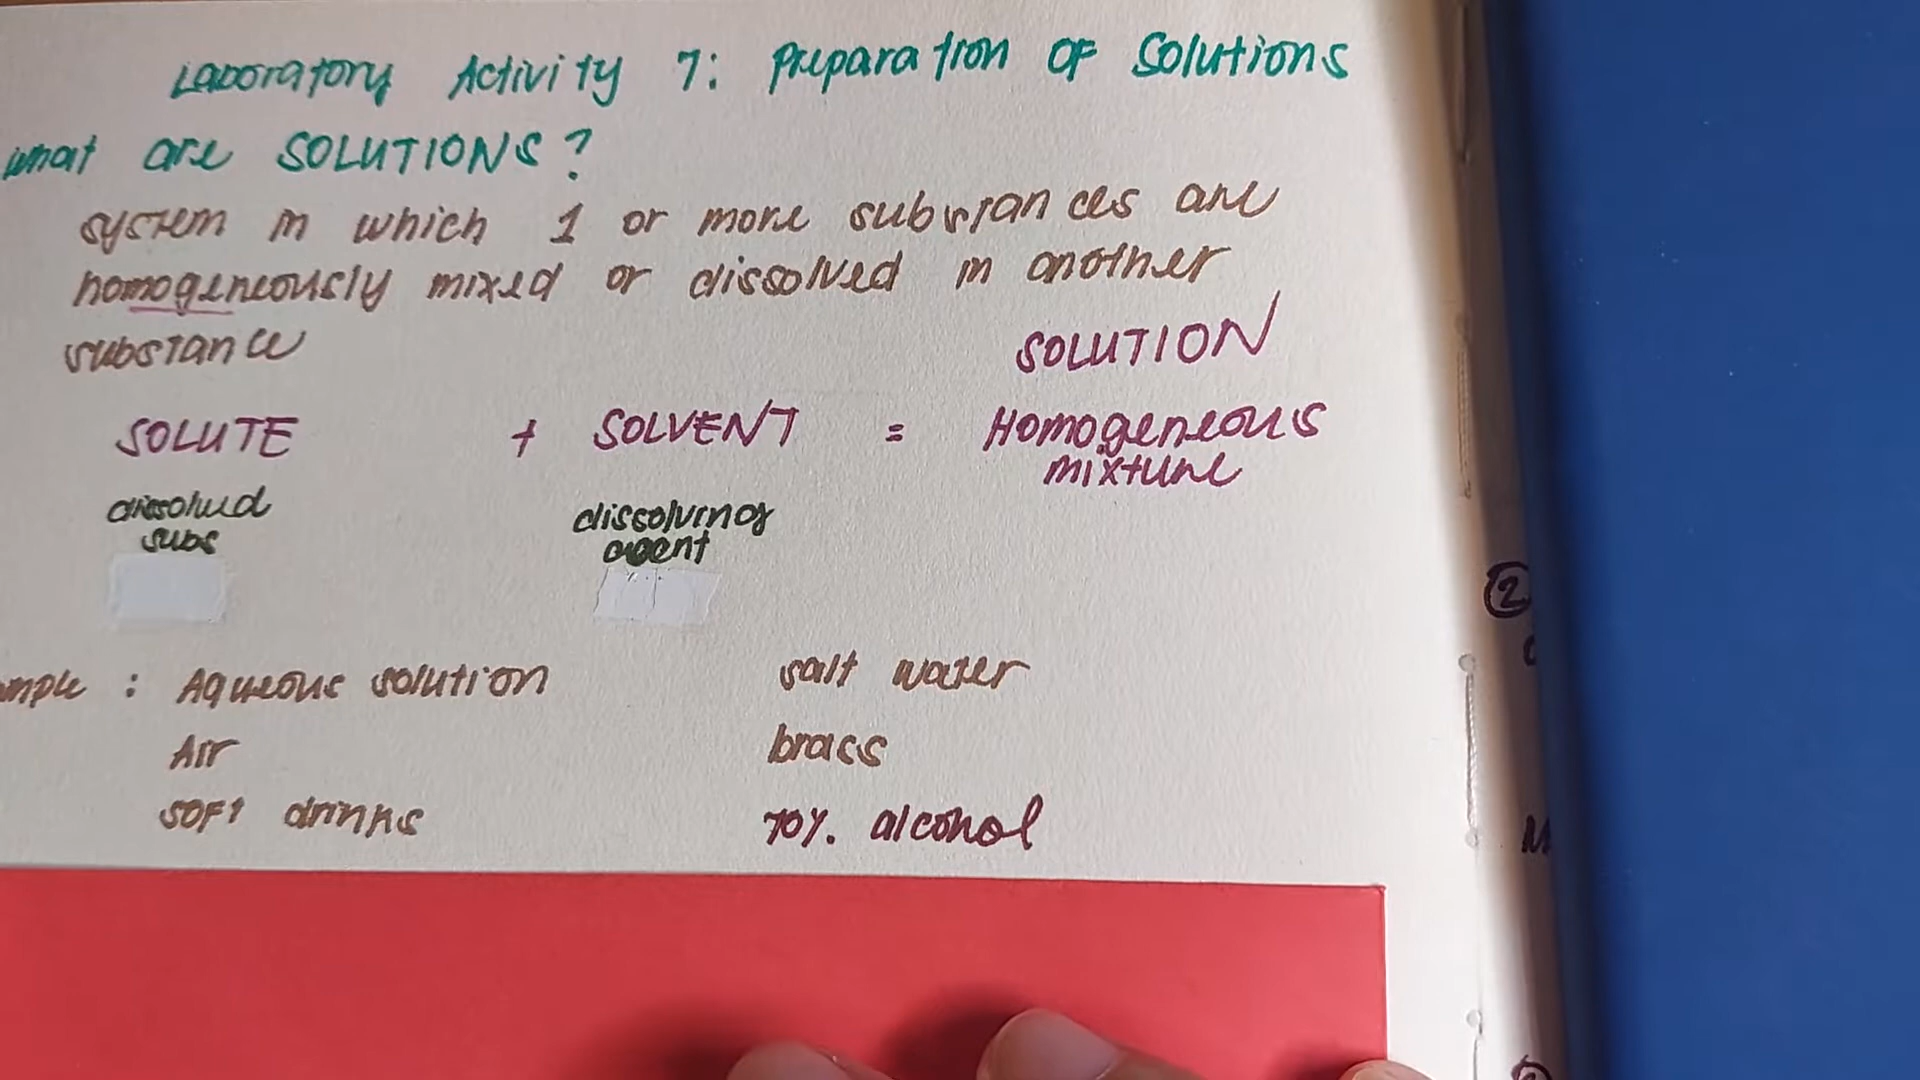 Laboratory Activity 7: Preparation of Solutions
what are SOLUTIONS?
system in which 1 or more substances are
homogeneously mixed or dissolved in another
substance
SOLUTION
SOLUTE + SOLVENT = Homogeneous
mixture
dissolved dissolving
subs agent
mple : Aqueous solution salt water
Air brass
soft drinks 70% alcohol
2
M